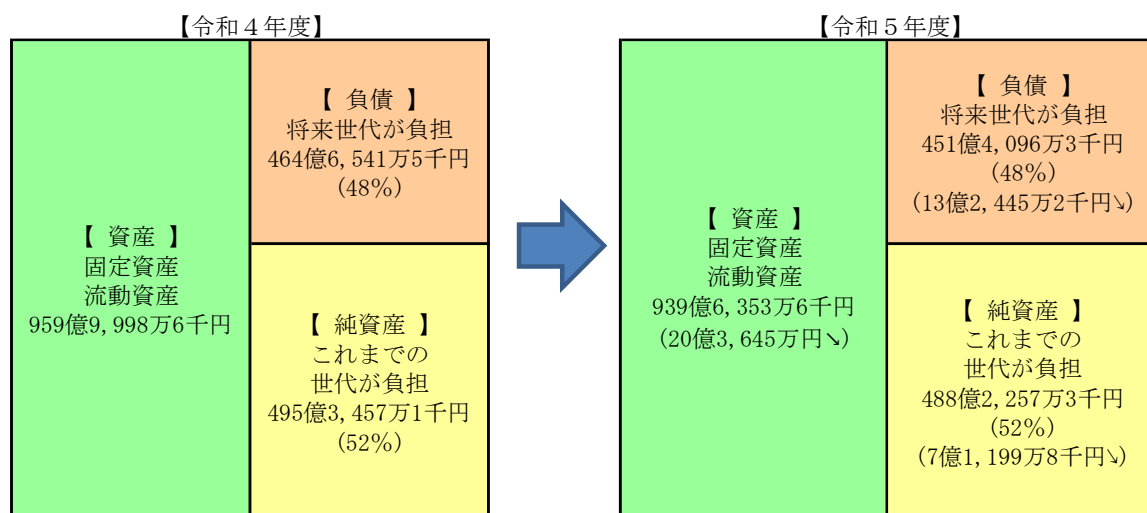 【令和４年度】
【 資産 】
固定資産
流動資産
959億9,998万6千円
【 負債 】
将来世代が負担
464億6,541万5千円
(48%)
【 純資産 】
これまでの
世代が負担
495億3,457万1千円
(52%)
【令和５年度】
【 資産 】
固定資産
流動資産
939億6,353万6千円
(20億3,645万円↘)
【 負債 】
将来世代が負担
451億4,096万3千円
(48%)
(13億2,445万2千円↘)
【 純資産 】
これまでの
世代が負担
488億2,257万3千円
(52%)
(7億1,199万8千円↘)